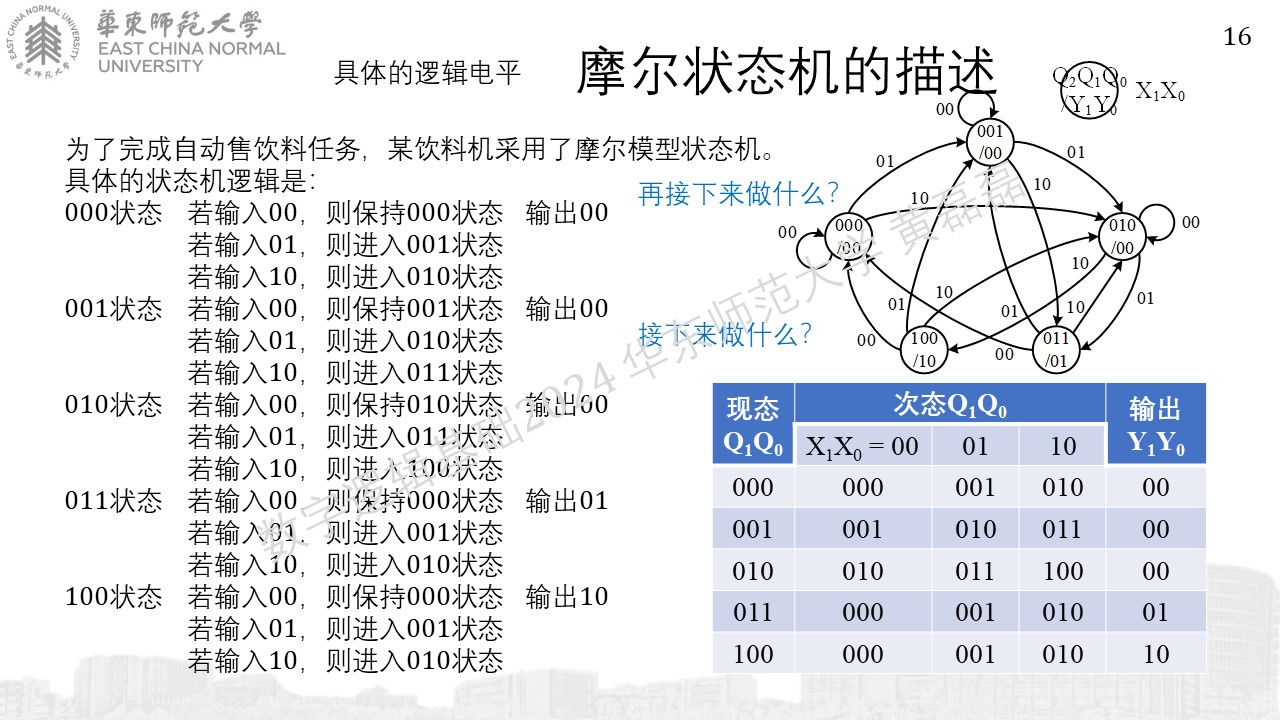 EAST CHINA NORMAL UNIVERSITY
華東師範大學
華東師範大學
EAST CHINA NORMAL
UNIVERSITY
16
具体的逻辑电平
摩尔状态机的描述
Q2Q1Q0
/Y1Y0
X1X0
为了完成自动售饮料任务，某饮料机采用了摩尔模型状态机。
具体的状态机逻辑是：
000状态 若输入00，则保持000状态 输出00
若输入01，则进入001状态
若输入10，则进入010状态
001状态 若输入00，则保持001状态 输出00
若输入01，则进入010状态
若输入10，则进入011状态
010状态 若输入00，则保持010状态 输出00
若输入01，则进入011状态
若输入10，则进入100状态
011状态 若输入00，则保持000状态 输出01
若输入01，则进入001状态
若输入10，则进入010状态
100状态 若输入00，则保持000状态 输出10
若输入01，则进入001状态
若输入10，则进入010状态
再接下来做什么？
接下来做什么？
00
001
/00
01
01
10
10
00
000
/00
010
/00
00
10
10
01
01
10
01
00
100
/10
00
011
/01
现态 次态Q1Q0 输出
Q1Q0 X1X0 = 00 01 10 Y1Y0
000 000 001 010 00
001 001 010 011 00
010 010 011 100 00
011 000 001 010 01
100 000 001 010 10
数字逻辑基础2024 华东师范大学 黄磊磊